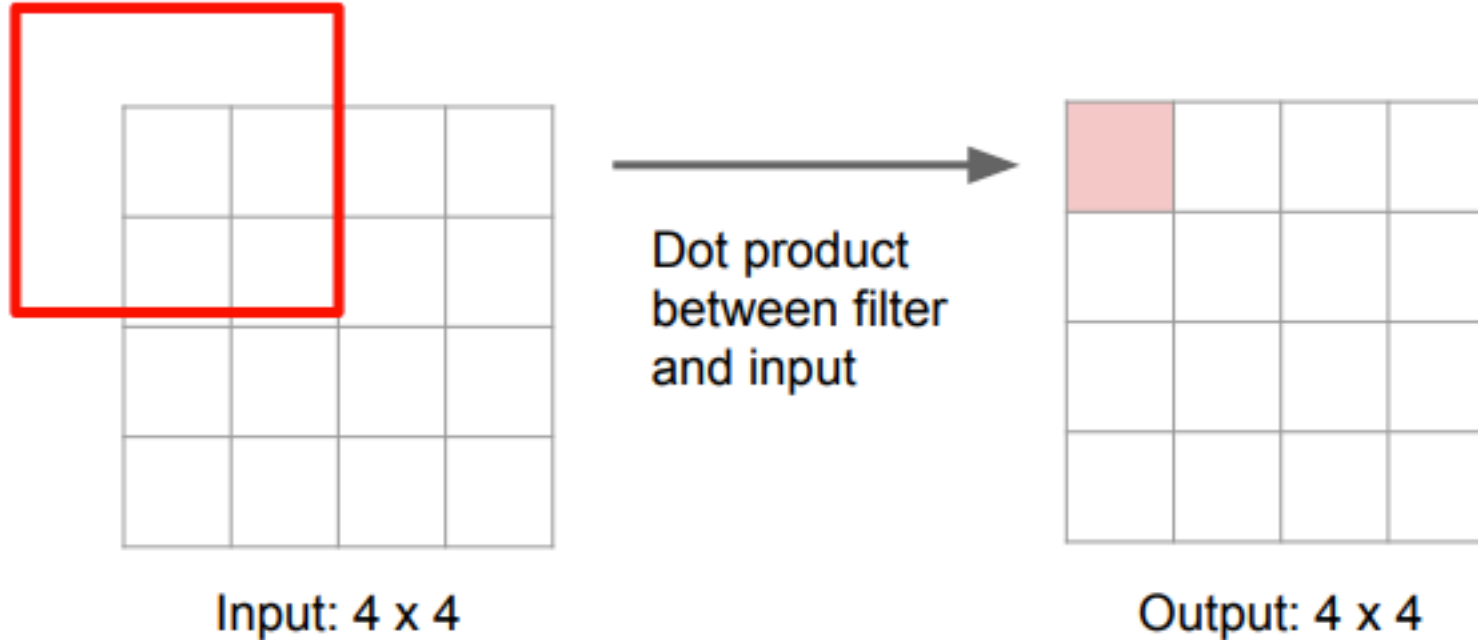 Dot product
between filter
and input
Input: 4 x 4
Output: 4 x 4